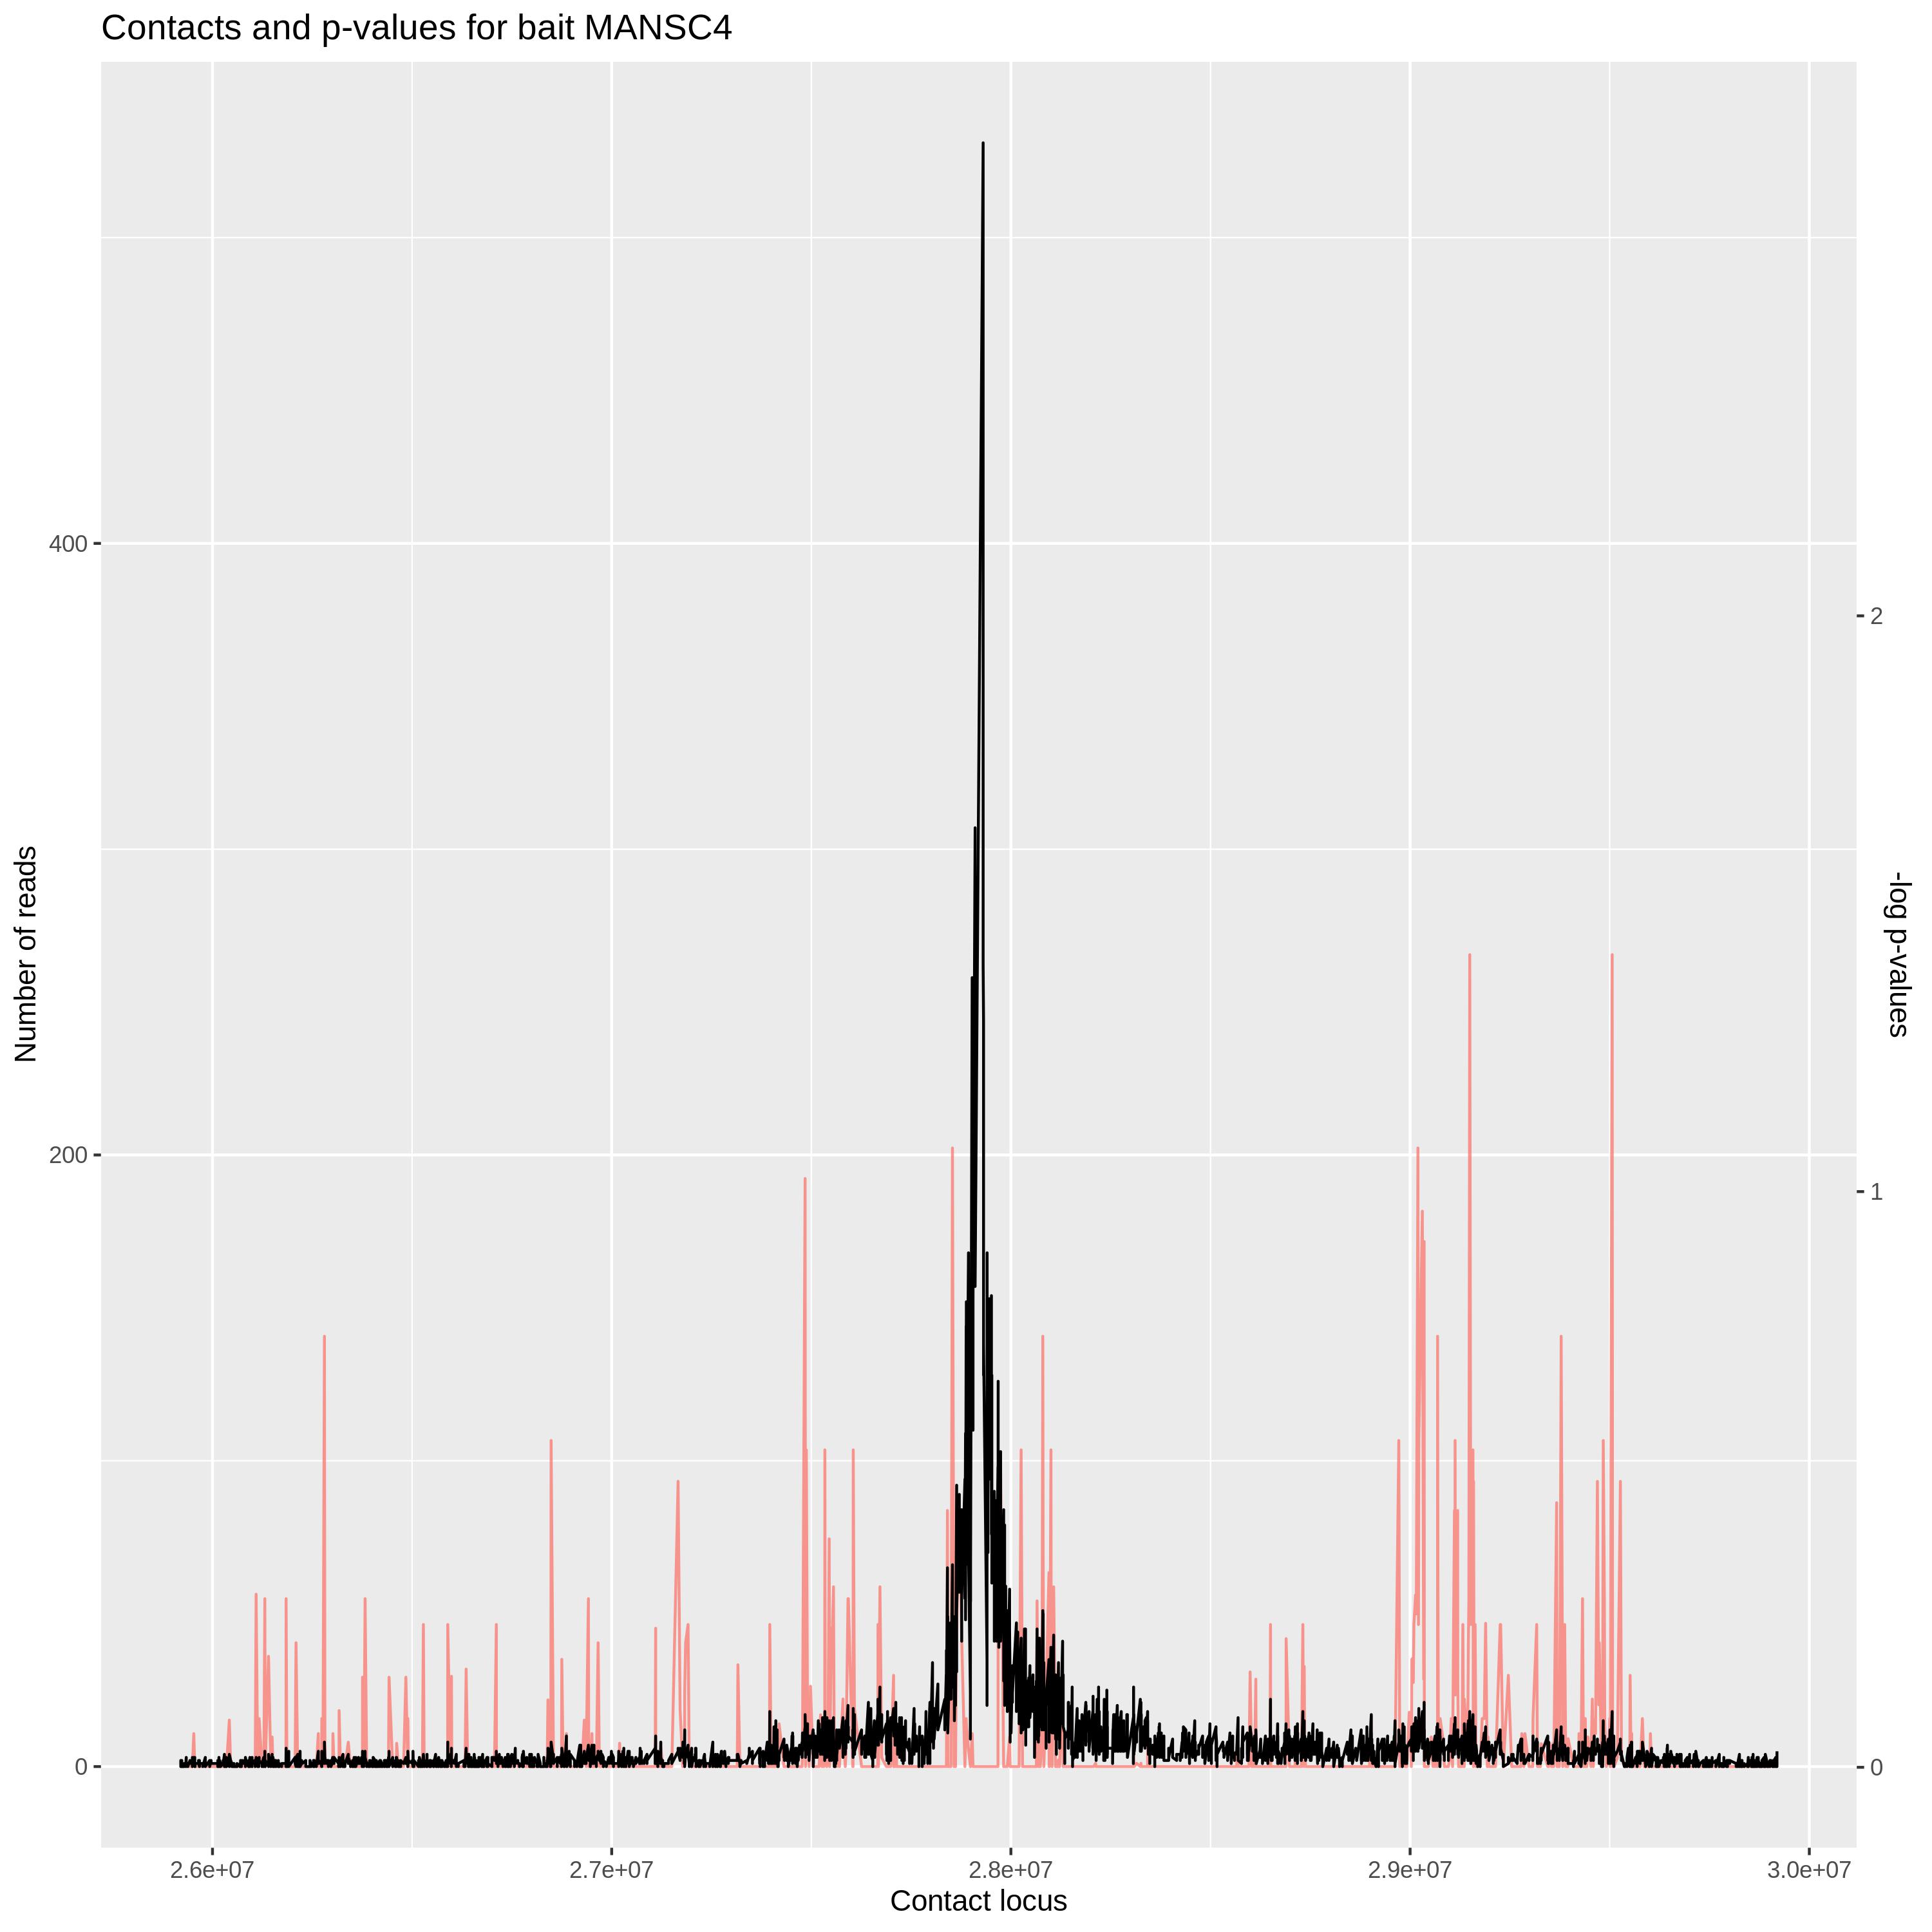 Contacts and p-values for bait MANSC4
Number of reads
400
200
0
2
1
0
-log p-values
2.6e+07
2.7e+07
2.8e+07
2.9e+07
3.0e+07
Contact locus